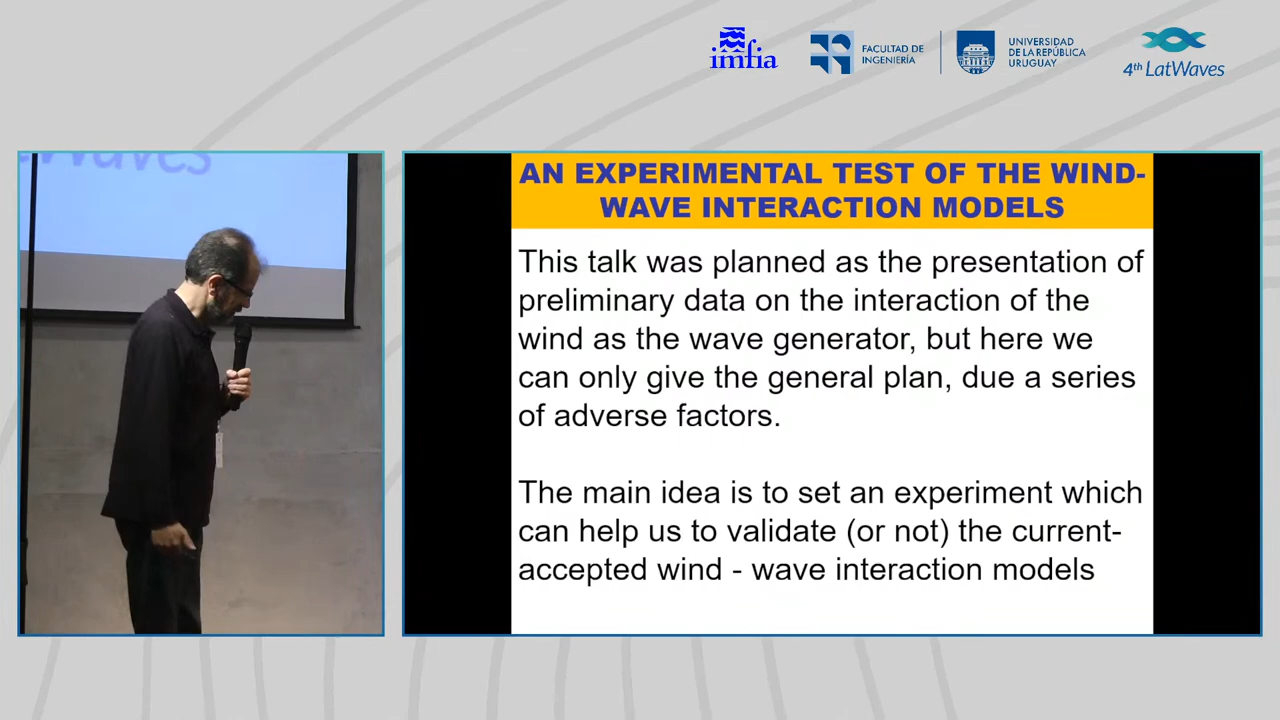 imfia
FACULTAD DE
INGENIERÍA
UNIVERSIDAD
DE LA REPÚBLICA
URUGUAY
4th LatWaves
Waves
AN EXPERIMENTAL TEST OF THE WIND-
WAVE INTERACTION MODELS
This talk was planned as the presentation of
preliminary data on the interaction of the
wind as the wave generator, but here we
can only give the general plan, due a series
of adverse factors.
The main idea is to set an experiment which
can help us to validate (or not) the current-
accepted wind - wave interaction models